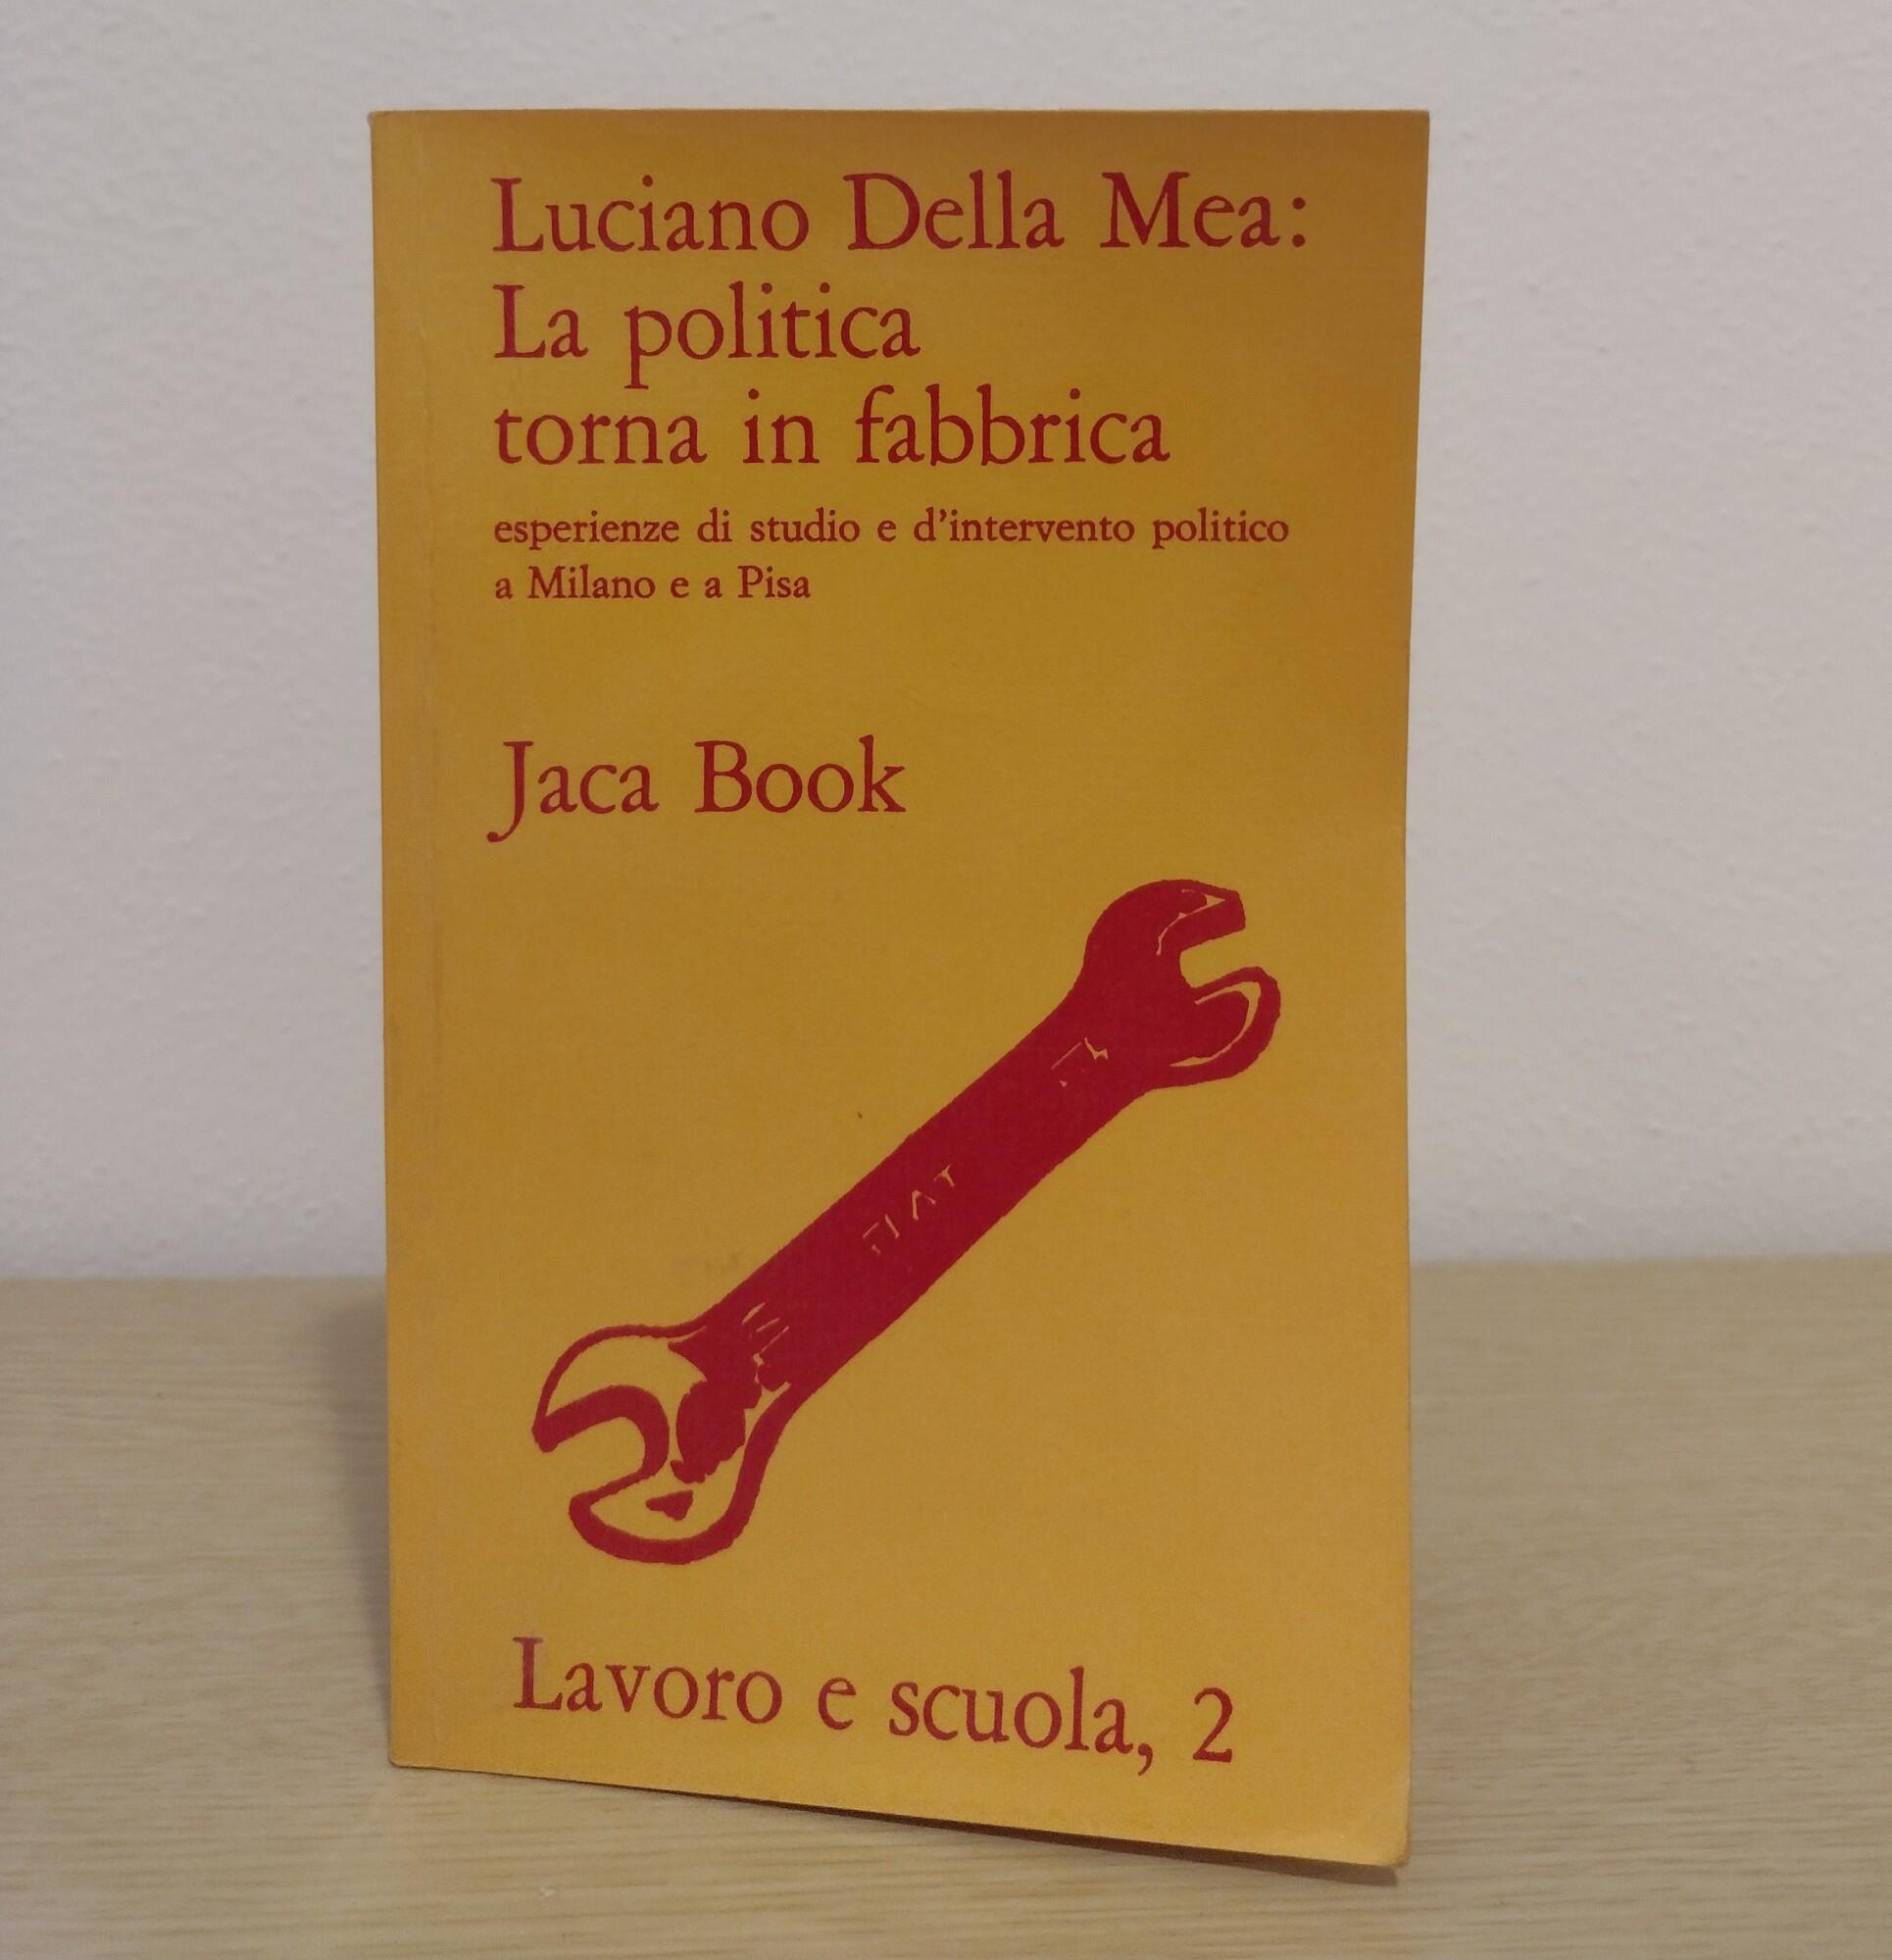 Luciano Della Mea:
La politica
torna in fabbrica
esperienze di studio e d'intervento politico
a Milano e a Pisa
Jaca Book
FIAT
Lavoro e scuola, 2